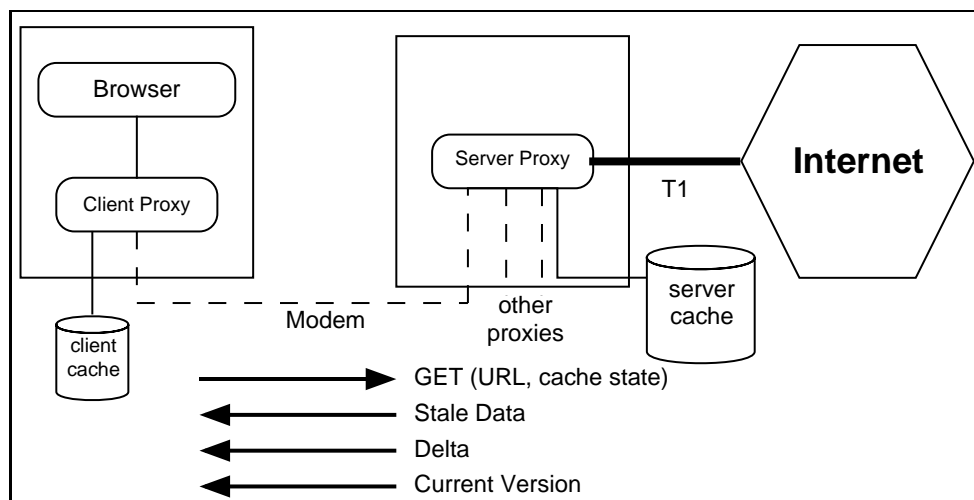 Browser
Client Proxy
client
cache
Modem
Server Proxy
other
proxies
T1
Internet
server
cache
GET (URL, cache state)
Stale Data
Delta
Current Version